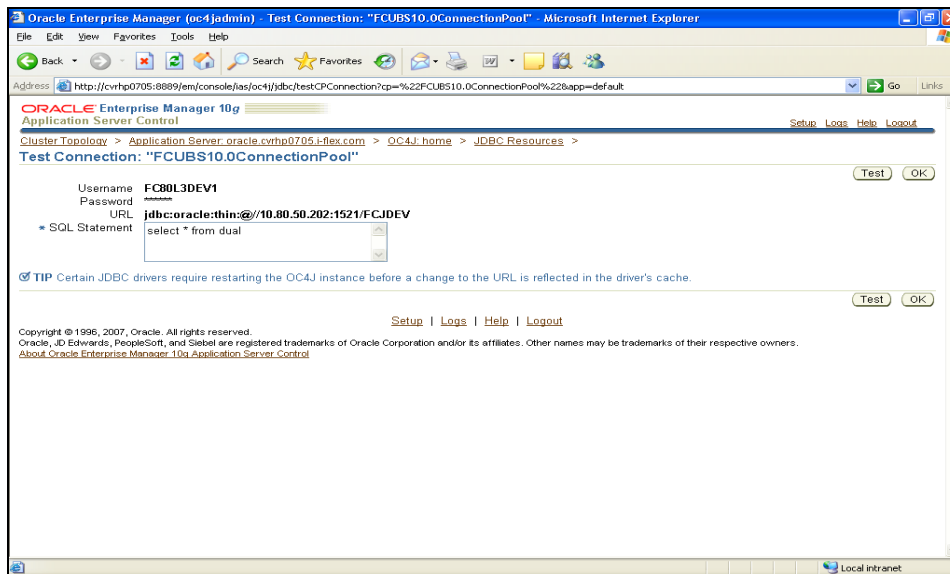 Oracle Enterprise Manager (oc4jadmin) - Test Connection: "FCUBS10.0ConnectionPool" - Microsoft Internet Explorer
File Edit View Favorites Tools Help
Back Search Favorites
Address http://cvrhp0705:8889/em/console/ias/oc4j/jdbc/testCPConnection?cp=%22FCUBS10.0ConnectionPool%22&app=default Go Links
ORACLE Enterprise Manager 10g
Application Server Control
Setup Logs Help Logout
Cluster Topology > Application Server: oracle.cvrhp0705.i-flex.com > OC4J: home > JDBC Resources >
Test Connection: "FCUBS10.0ConnectionPool"
Test OK
Username FC80L3DEV1
Password ******
URL jdbc:oracle:thin:@//10.80.50.202:1521/FCJDEV
* SQL Statement select * from dual
TIP Certain JDBC drivers require restarting the OC4J instance before a change to the URL is reflected in the driver's cache.
Test OK
Setup | Logs | Help | Logout
Copyright © 1996, 2007, Oracle. All rights reserved.
Oracle, JD Edwards, PeopleSoft, and Siebel are registered trademarks of Oracle Corporation and/or its affiliates. Other names may be trademarks of their respective owners.
About Oracle Enterprise Manager 10g Application Server Control
Local intranet